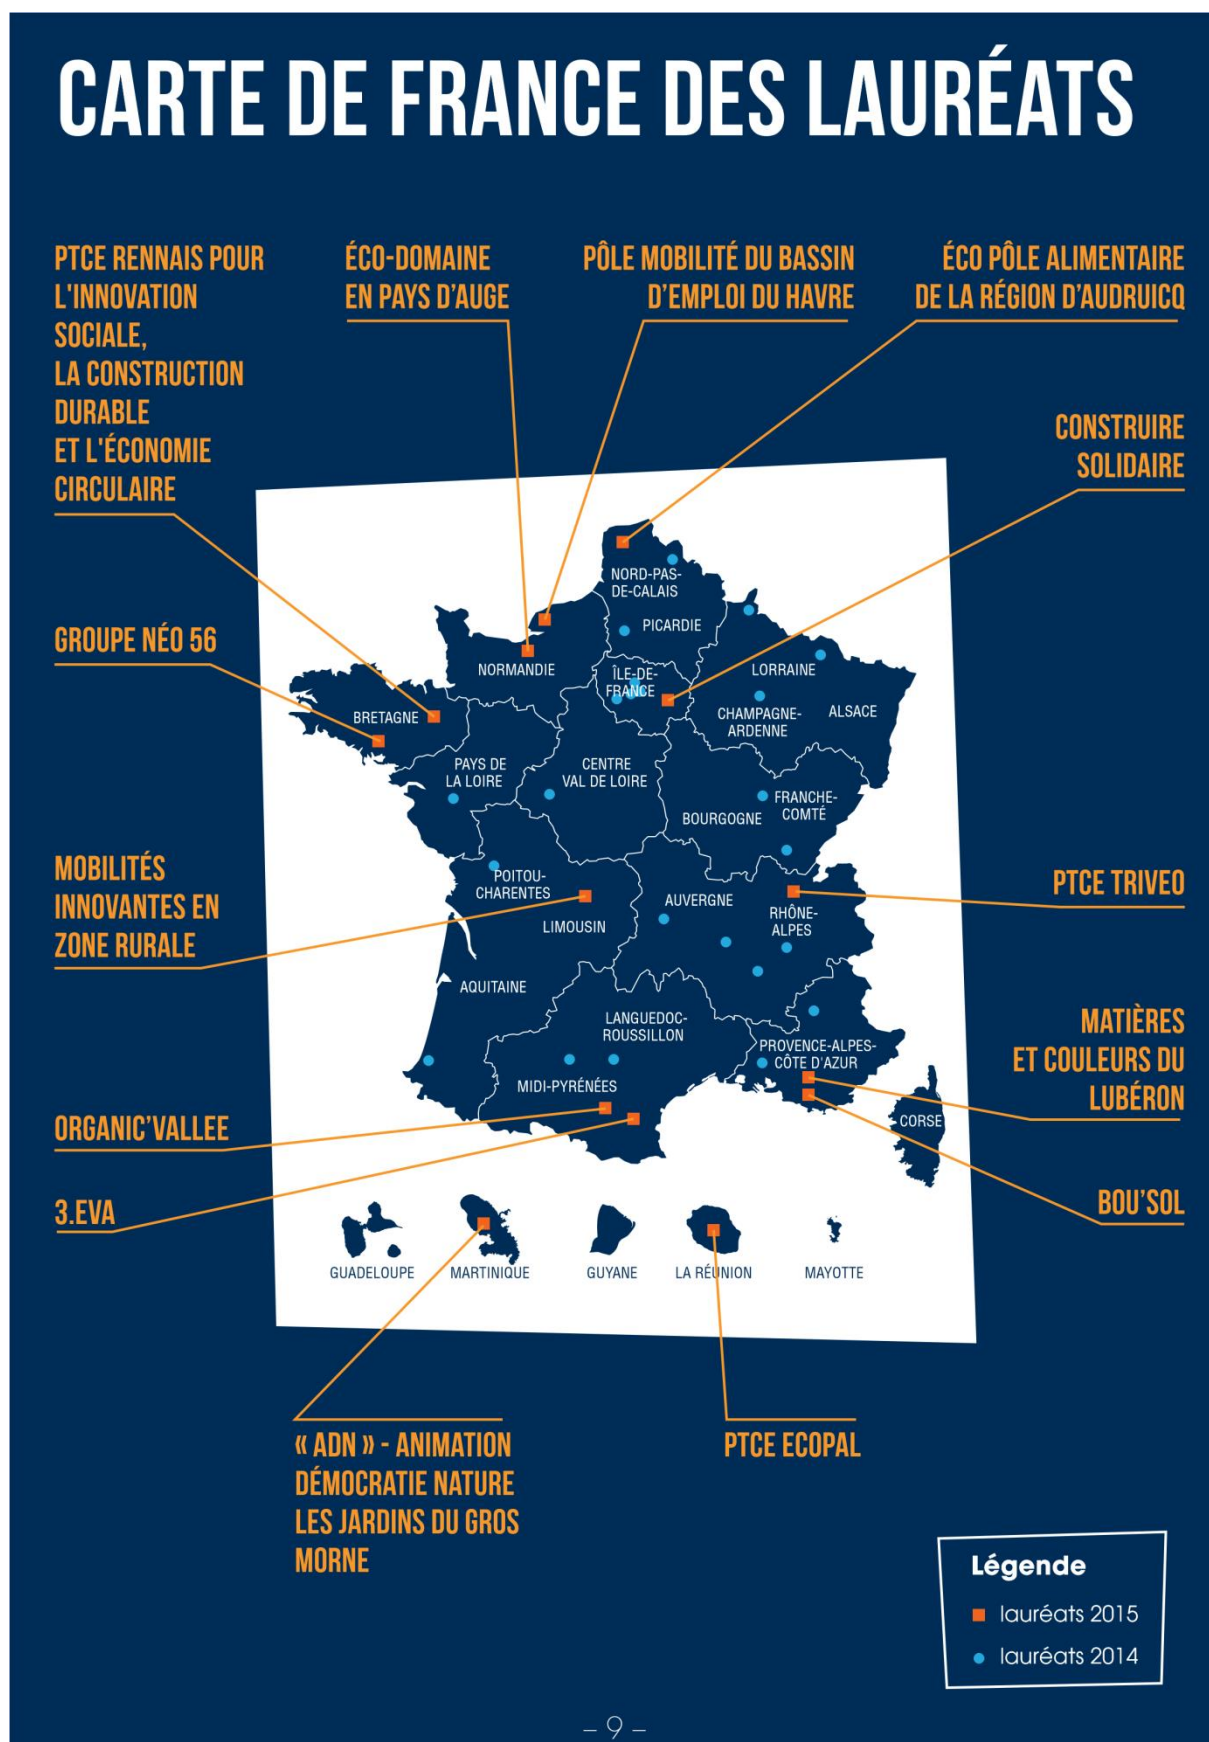 CARTE DE FRANCE DES LAURÉATS
PTCE RENNAIS POUR
L'INNOVATION
SOCIALE,
LA CONSTRUCTION
DURABLE
ET L'ÉCONOMIE
CIRCULAIRE
ÉCO-DOMAINE
EN PAYS D'AUGE
PÔLE MOBILITÉ DU BASSIN
D'EMPLOI DU HAVRE
ÉCO PÔLE ALIMENTAIRE
DE LA RÉGION D'AUDRUICQ
CONSTRUIRE
SOLIDAIRE
GROUPE NÉO 56
MOBILITÉS
INNOVANTES EN
ZONE RURALE
PTCE TRIVEO
MATIÈRES
ET COULEURS DU
LUBÉRON
ORGANIC'VALLEE
3.EVA
BOU'SOL
NORD-PAS-
DE-CALAIS
PICARDIE
NORMANDIE
ÎLE-DE-
FRANCE
LORRAINE
CHAMPAGNE-
ARDENNE
ALSACE
BRETAGNE
PAYS DE
LA LOIRE
CENTRE
VAL DE LOIRE
BOURGOGNE
FRANCHE-
COMTÉ
POITOU-
CHARENTES
LIMOUSIN
AUVERGNE
RHÔNE-
ALPES
AQUITAINE
LANGUEDOC-
ROUSSILLON
MIDI-PYRÉNÉES
PROVENCE-ALPES-
CÔTE D'AZUR
CORSE
GUADELOUPE
MARTINIQUE
GUYANE
LA RÉUNION
MAYOTTE
« ADN » - ANIMATION
DÉMOCRATIE NATURE
LES JARDINS DU GROS
MORNE
PTCE ECOPAL
Légende
lauréats 2015
lauréats 2014
– 9 –